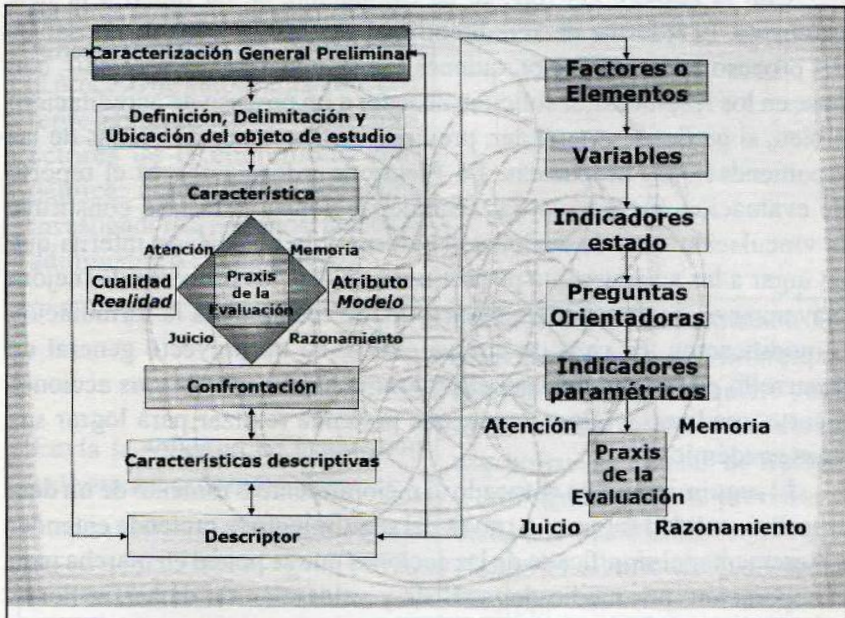 Caracterización General Preliminar
Definición, Delimitación y
Ubicación del objeto de estudio
Característica
Atención
Memoria
Cualidad
Realidad
Praxis
de la
Evaluación
Atributo
Modelo
Juicio
Razonamiento
Confrontación
Características descriptivas
Descriptor
Factores o
Elementos
Variables
Indicadores
estado
Preguntas
Orientadoras
Indicadores
paramétricos
Atención
Memoria
Praxis
de la
Evaluación
Juicio
Razonamiento